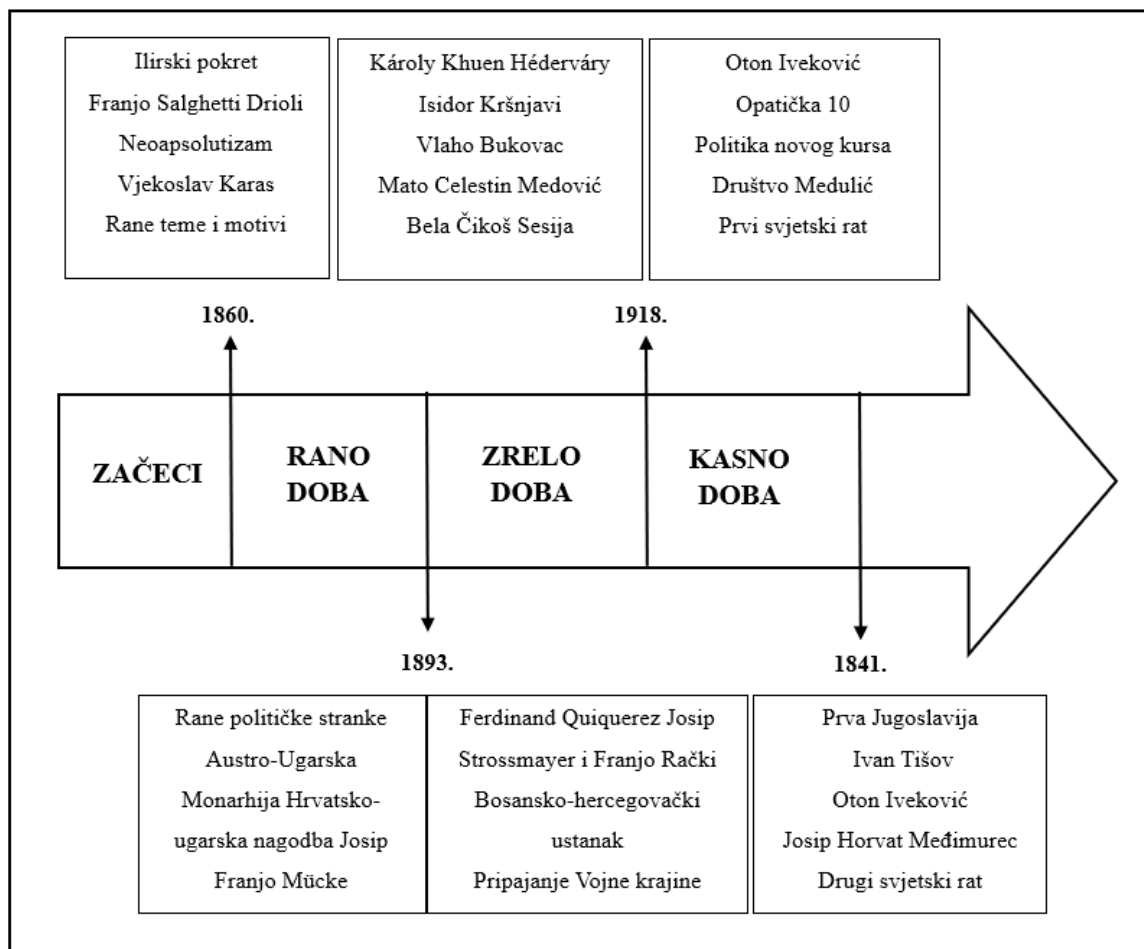 Ilirski pokret
Franjo Salghetti Drioli
Neoapsolutizam
Vjekoslav Karas
Rane teme i motivi
Károly Khuen Héderváry
Isidor Kršnjavi
Vlaho Bukovac
Mato Celestin Medović
Bela Čikoš Sesija
Oton Iveković
Opatička 10
Politika novog kursa
Društvo Medulić
Prvi svjetski rat
1860.
1918.
ZAČECI
RANO
DOBA
ZRELO
DOBA
KASNO
DOBA
1893.
1841.
Rane političke stranke
Austro-Ugarska
Monarhija Hrvatsko-
ugarska nagodba Josip
Franjo Mücke
Ferdinand Quiquerez Josip
Strossmayer i Franjo Rački
Bosansko-hercegovački
ustanak
Pripajanje Vojne krajine
Prva Jugoslavija
Ivan Tišov
Oton Iveković
Josip Horvat Međimurec
Drugi svjetski rat